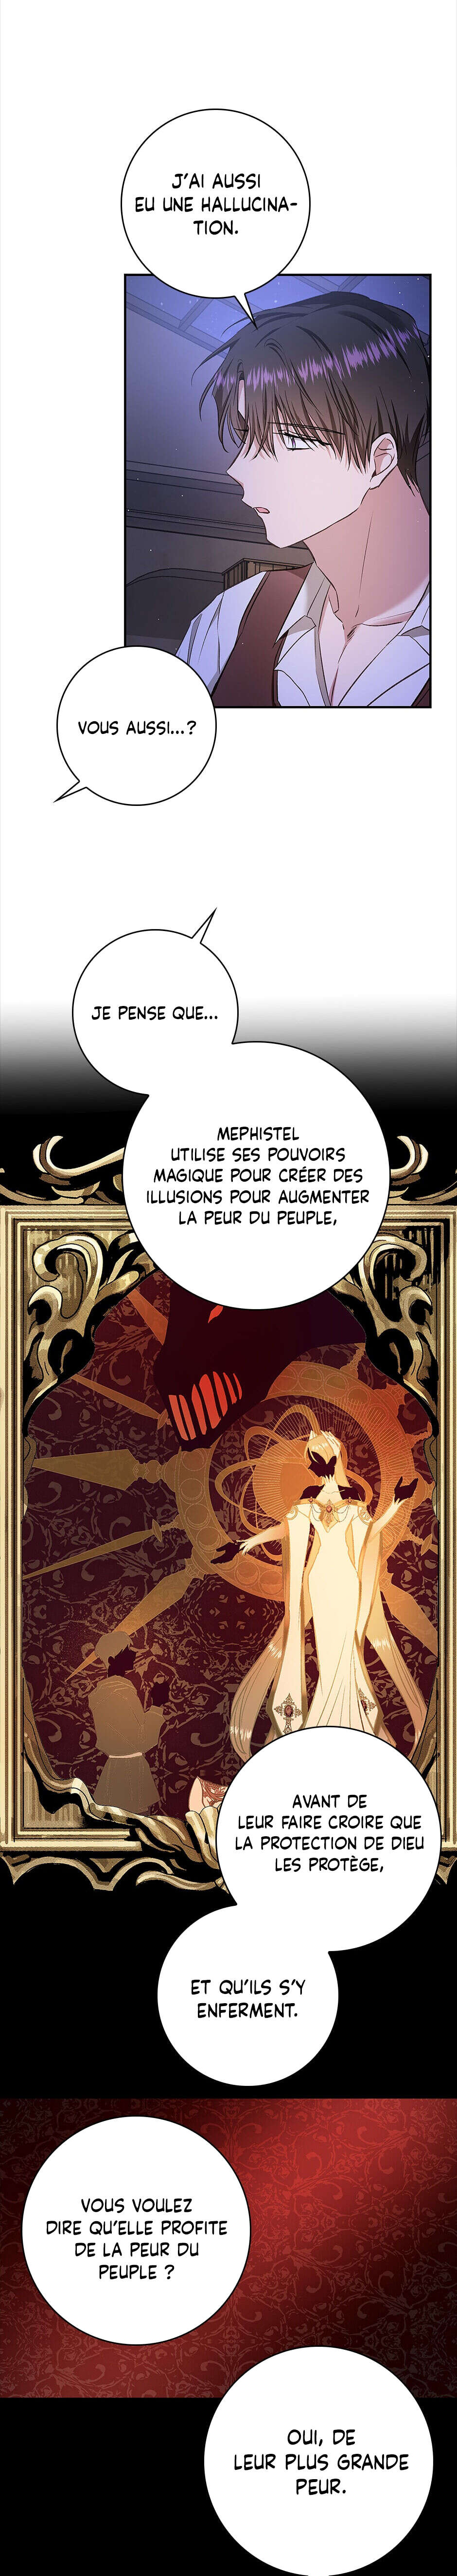 J'AI AUSSI
EU UNE HALLUCINA-
TION.
VOUS AUSSI...?
JE PENSE QUE...
MEPHISTEL
UTILISE SES POUVOIRS
MAGIQUE POUR CRÉER DES
ILLUSIONS POUR AUGMENTER
LA PEUR DU PEUPLE,
AVANT DE
LEUR FAIRE CROIRE QUE
LA PROTECTION DE DIEU
LES PROTÈGE,
ET QU'ILS S'Y
ENFERMENT.
VOUS VOULEZ
DIRE QU'ELLE PROFITE
DE LA PEUR DU
PEUPLE ?
OUI, DE
LEUR PLUS GRANDE
PEUR.